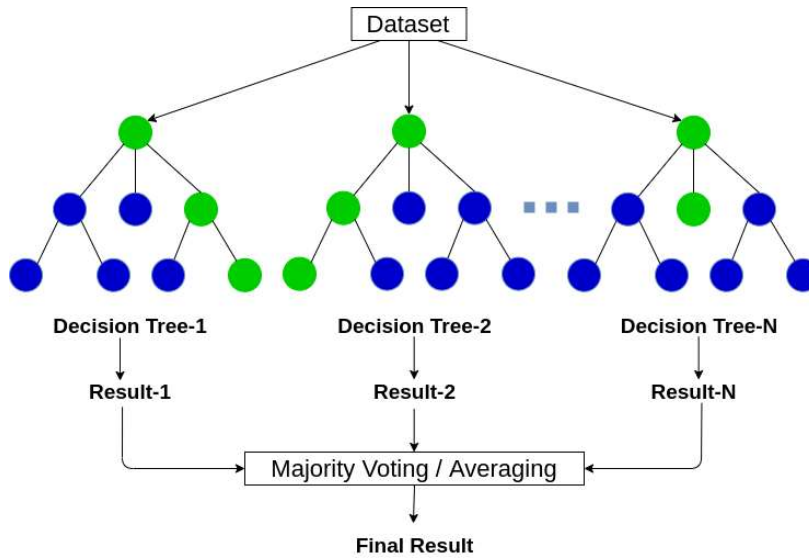 Dataset
Decision Tree-1
Decision Tree-2
Decision Tree-N
Result-1
Result-2
Result-N
Majority Voting / Averaging
Final Result